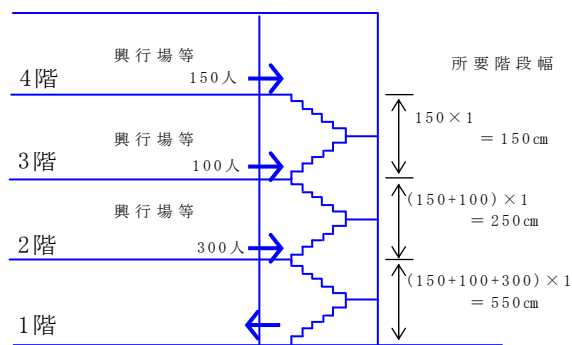 興行場等
150人
4階
所要階段幅
150×1
= 150㎝
興行場等
100人
3階
(150+100)×1
= 250㎝
興行場等
300人
2階
(150+100+300)×1
= 550㎝
1階